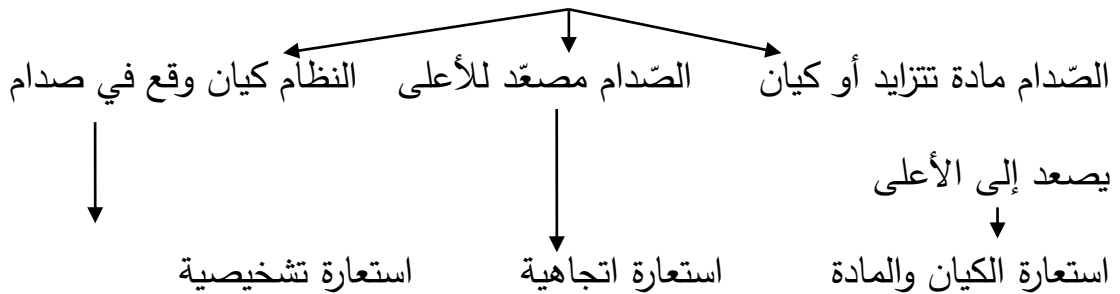 الصّدام مادة تتزايد أو كيان الصّدام مصعّد للأعلى النظام كيان وقع في صدام
يصعد إلى الأعلى
استعارة الكيان والمادة استعارة اتجاهية استعارة تشخيصية